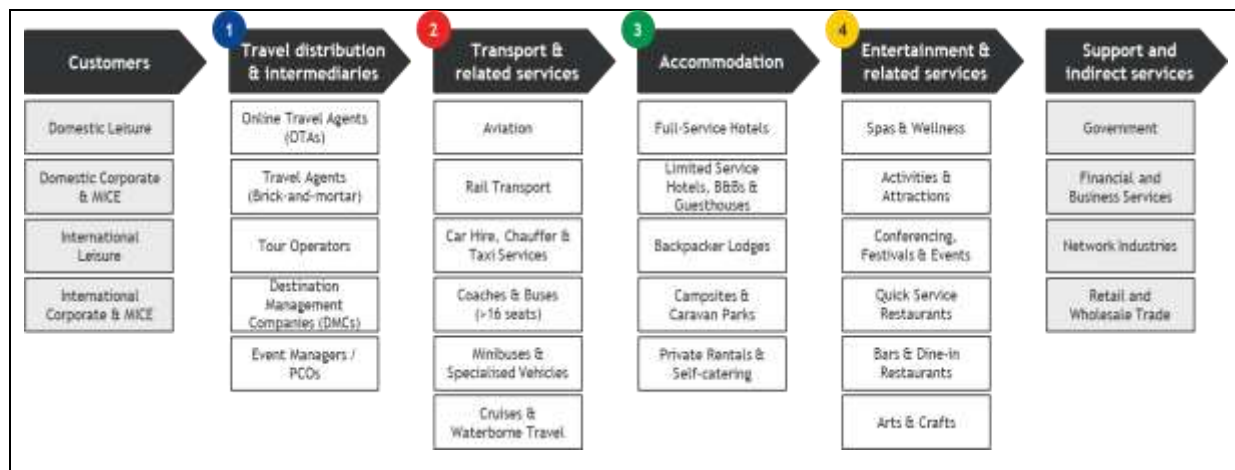 1
2
3
4
Customers
Travel distribution
& intermediaries
Transport &
related services
Accommodation
Entertainment &
related services
Support and
indirect services
Domestic Leisure
Domestic Corporate
& MICE
International
Leisure
International
Corporate & MICE
Online Travel Agents
(OTAs)
Travel Agents
(Brick-and-mortar)
Tour Operators
Destination
Management
Companies (DMCs)
Event Managers /
PCOs
Aviation
Rail Transport
Car Hire, Chauffer &
Taxi Services
Coaches & Buses
(>16 seats)
Minibuses &
Specialised Vehicles
Cruises &
Waterborne Travel
Full-Service Hotels
Limited Service
Hotels, B&Bs &
Guesthouses
Backpacker Lodges
Campsites &
Caravan Parks
Private Rentals &
Self-catering
Spas & Wellness
Activities &
Attractions
Conferencing,
Festivals & Events
Quick Service
Restaurants
Bars & Dine-in
Restaurants
Arts & Crafts
Government
Financial and
Business Services
Network Industries
Retail and
Wholesale Trade